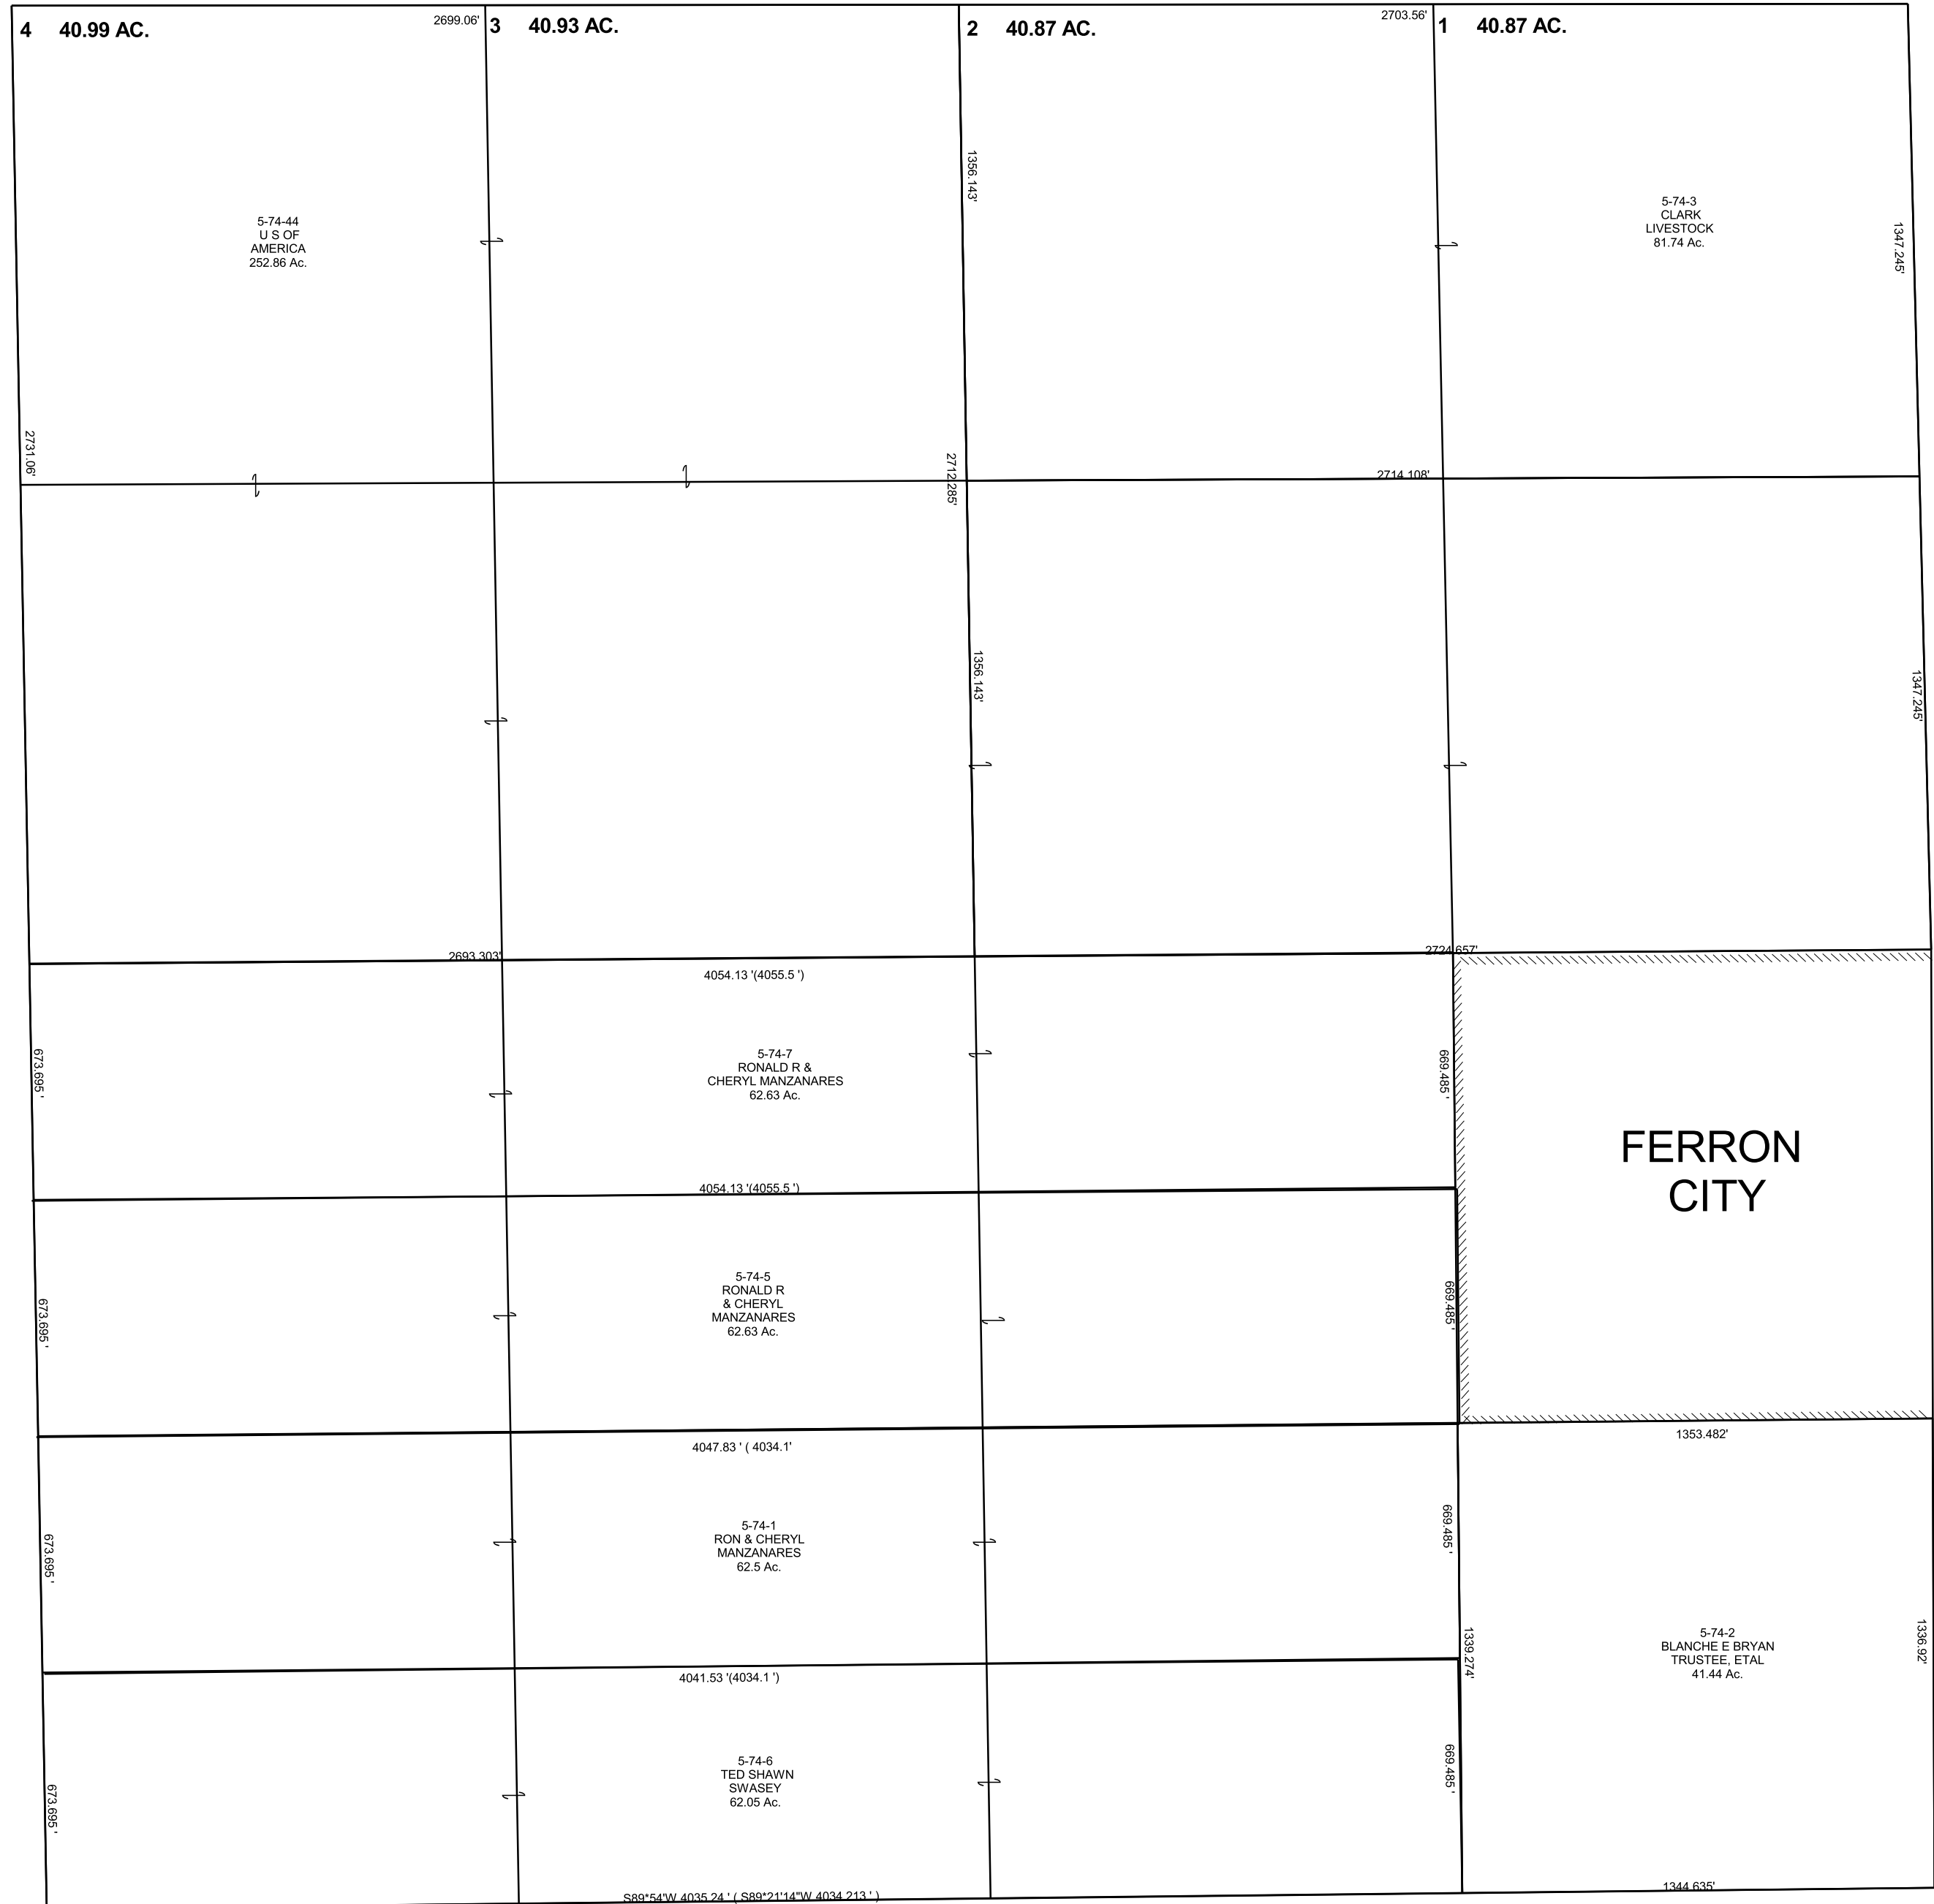 4 40.99 AC.
2699.06'
3 40.93 AC.
2 40.87 AC.
2703.56'
1 40.87 AC.
1356.143'
5-74-44
U S OF
AMERICA
252.86 Ac.
5-74-3
CLARK
LIVESTOCK
81.74 Ac.
1347.245'
2731.06'
2712.285'
2714.108'
1356.143'
1347.245'
2693.303'
2724.657'
4054.13 '(4055.5 ')
673.695 '
5-74-7
RONALD R &
CHERYL MANZANARES
62.63 Ac.
669.485 '
FERRON
CITY
4054.13 '(4055.5 ')
673.695 '
5-74-5
RONALD R
& CHERYL
MANZANARES
62.63 Ac.
669.485 '
1353.482'
4047.83 ' ( 4034.1'
673.695 '
5-74-1
RON & CHERYL
MANZANARES
62.5 Ac.
669.485 '
1339.274'
5-74-2
BLANCHE E BRYAN
TRUSTEE, ETAL
41.44 Ac.
1336.92'
4041.53 '(4034.1 ')
673.695 '
5-74-6
TED SHAWN
SWASEY
62.05 Ac.
669.485 '
S89*54'W 4035.24 ' ( S89*21'14"W 4034.213 ' )
1344.635'